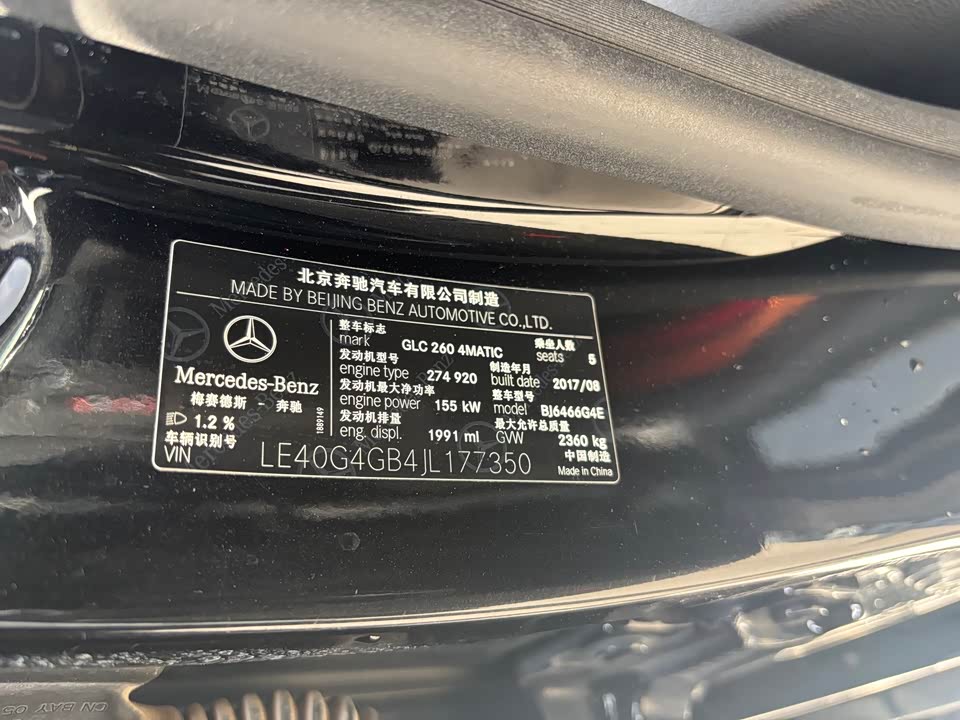 北京奔驰汽车有限公司制造
MADE BY BEIJING BENZ AUTOMOTIVE CO.,LTD.
Mercedes-Benz
梅赛德斯 - 奔驰
1.2 %
1889149
整车标志
mark GLC 260 4MATIC
乘坐人数
seats 5
发动机型号
engine type 274 920
制造年月
built date 2017/08
发动机最大净功率
engine power 155 kW
整车型号
model BJ6466G4E
发动机排量
eng. displ. 1991 ml
最大允许总质量
GVW 2360 kg
车辆识别号
VIN LE40G4GB4JL177350
中国制造
Made in China
CN BAY 05